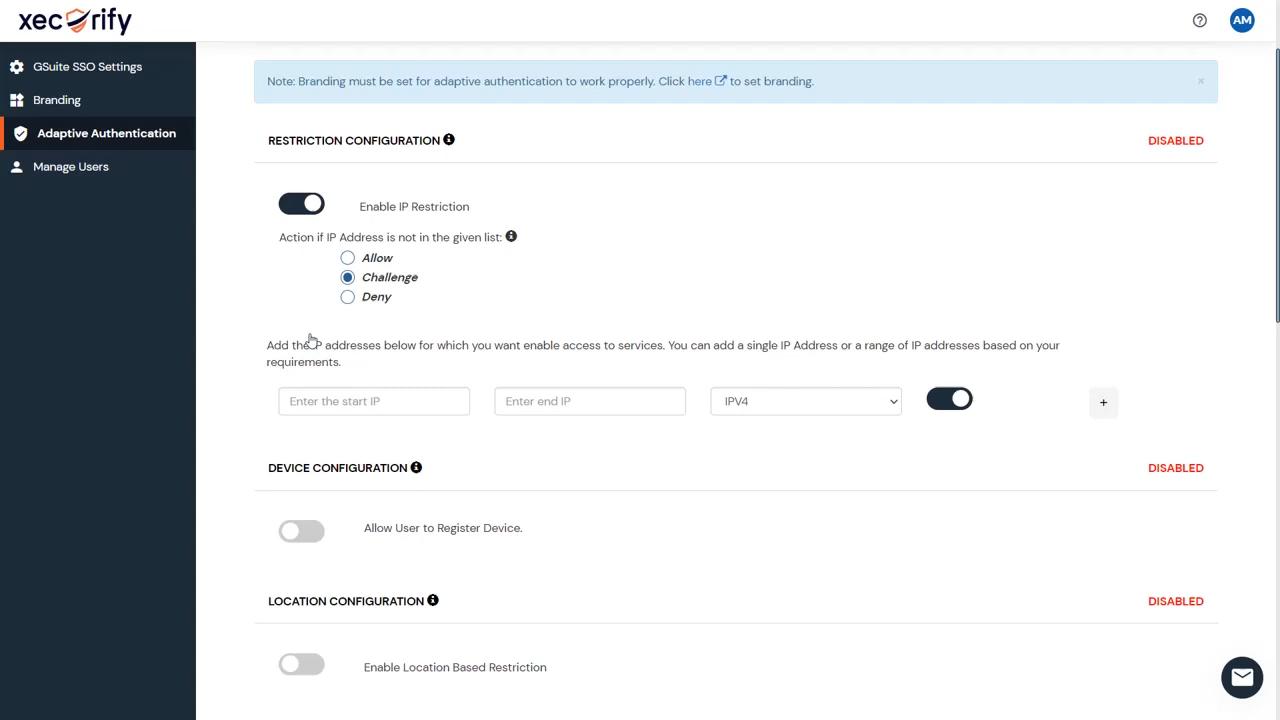 xecurify
AM
GSuite SSO Settings
Branding
Adaptive Authentication
Manage Users
Note: Branding must be set for adaptive authentication to work properly. Click here to set branding.
×
RESTRICTION CONFIGURATION
DISABLED
Enable IP Restriction
Action if IP Address is not in the given list:
Allow
Challenge
Deny
Add the IP addresses below for which you want enable access to services. You can add a single IP Address or a range of IP addresses based on your
requirements.
Enter the start IP
Enter end IP
IPV4
+
DEVICE CONFIGURATION
DISABLED
Allow User to Register Device.
LOCATION CONFIGURATION
DISABLED
Enable Location Based Restriction